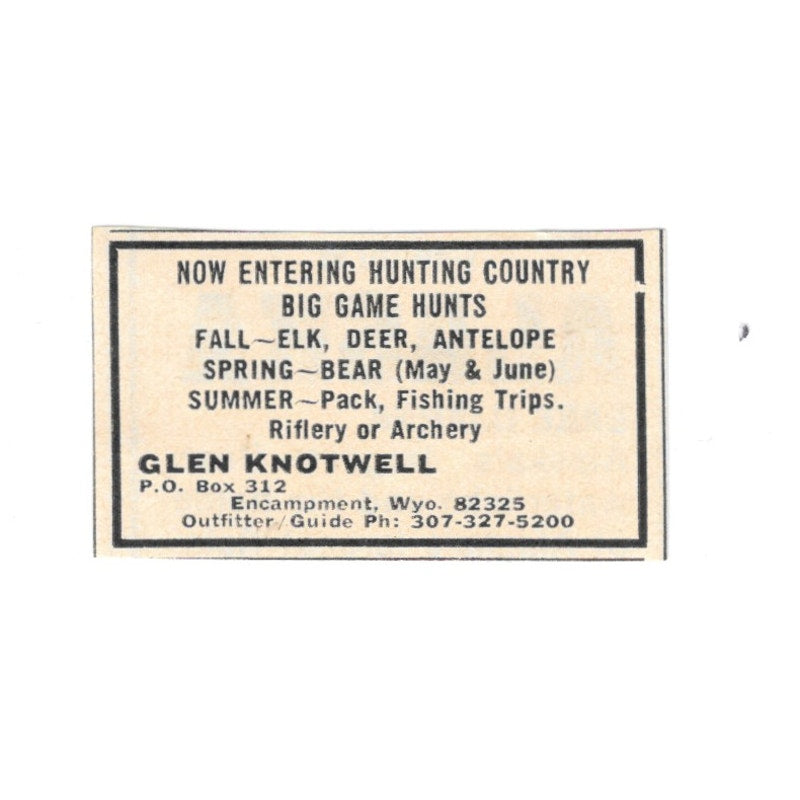 NOW ENTERING HUNTING COUNTRY
BIG GAME HUNTS
FALL~ELK, DEER, ANTELOPE
SPRING~BEAR (May & June)
SUMMER~Pack, Fishing Trips.
Riflery or Archery
GLEN KNOTWELL
P.O. Box 312
Encampment, Wyo. 82325
Outfitter/Guide Ph: 307-327-5200